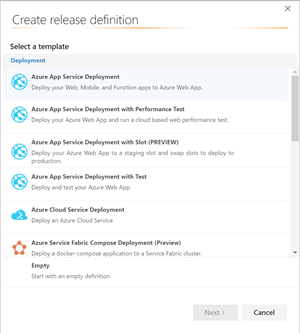 Create release definition
Select a template
Deployment
Azure App Service Deployment
Deploy your Web, Mobile, and Function apps to Azure Web App.
Azure App Service Deployment with Performance Test
Deploy your Azure Web App and run a cloud based web performance test.
Azure App Service Deployment with Slot (PREVIEW)
Deploy your Azure Web App to a staging slot and swap slots to deploy to
production.
Azure App Service Deployment with Test
Deploy and test your Azure Web App
Azure Cloud Service Deployment
Deploy an Azure Cloud Service
Azure Service Fabric Compose Deployment (Preview)
Deploy a docker-compose application to a Service Fabric cluster.
Empty
Start with an empty definition
Next >
Cancel